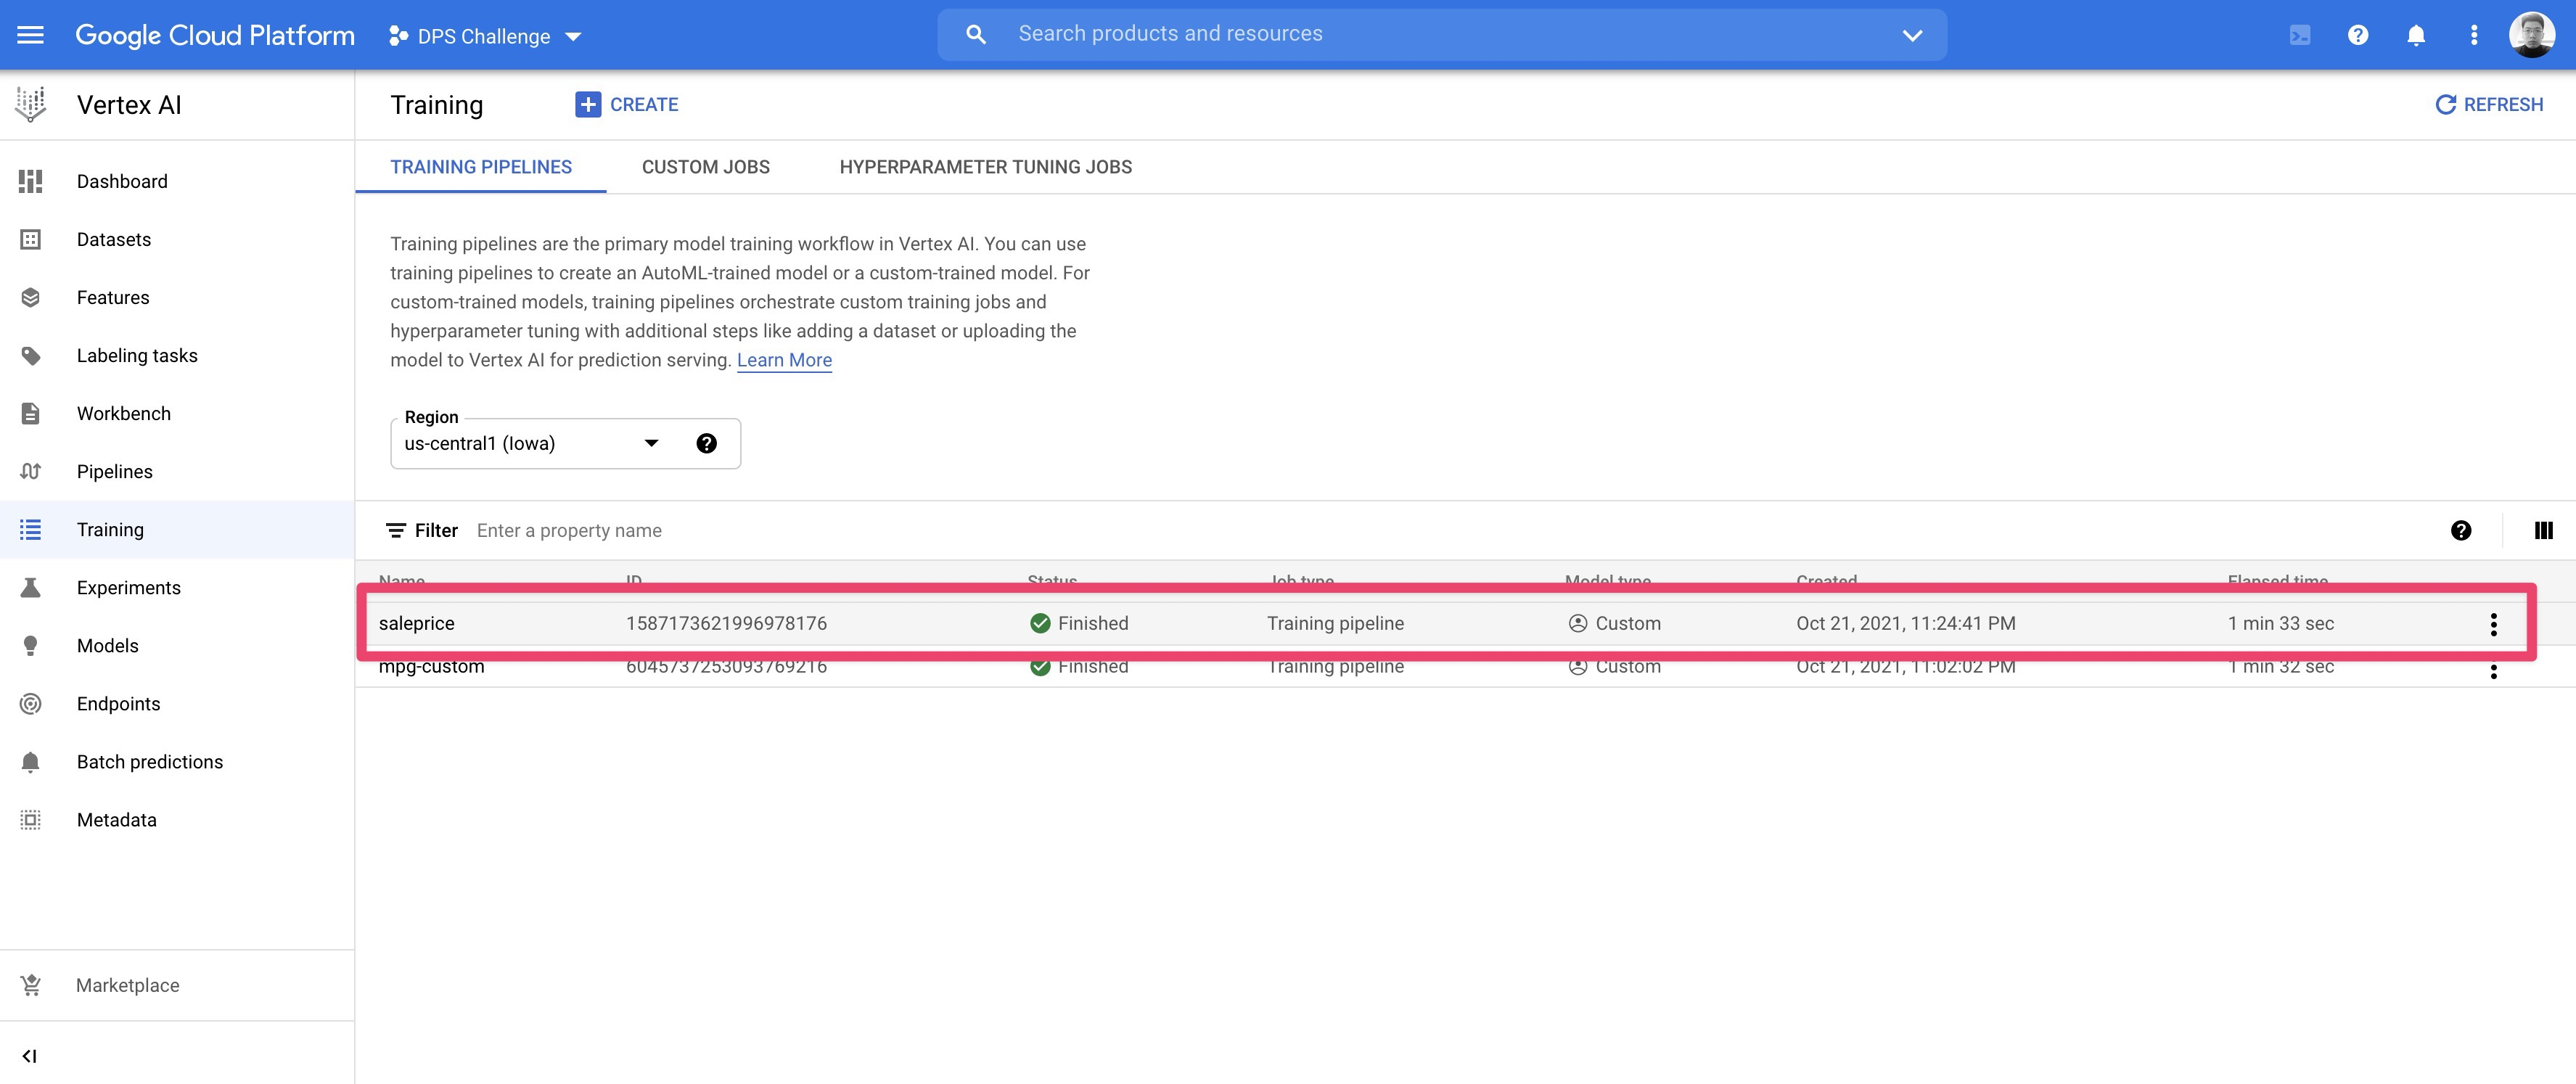 Google Cloud Platform
DPS Challenge
Search products and resources
Vertex AI
Training
CREATE
REFRESH
Dashboard
Datasets
Features
Labeling tasks
Workbench
Pipelines
Training
Experiments
Models
Endpoints
Batch predictions
Metadata
Marketplace
TRAINING PIPELINES CUSTOM JOBS HYPERPARAMETER TUNING JOBS
Training pipelines are the primary model training workflow in Vertex AI. You can use
training pipelines to create an AutoML-trained model or a custom-trained model. For
custom-trained models, training pipelines orchestrate custom training jobs and
hyperparameter tuning with additional steps like adding a dataset or uploading the
model to Vertex AI for prediction serving. Learn More
Region
us-central1 (Iowa)
Filter Enter a property name
Name ID Status Job type Model type Created Elapsed time
saleprice 1587173621996978176 Finished Training pipeline Custom Oct 21, 2021, 11:24:41 PM 1 min 33 sec
mpg-custom 6045737253093769216 Finished Training pipeline Custom Oct 21, 2021, 11:02:02 PM 1 min 32 sec